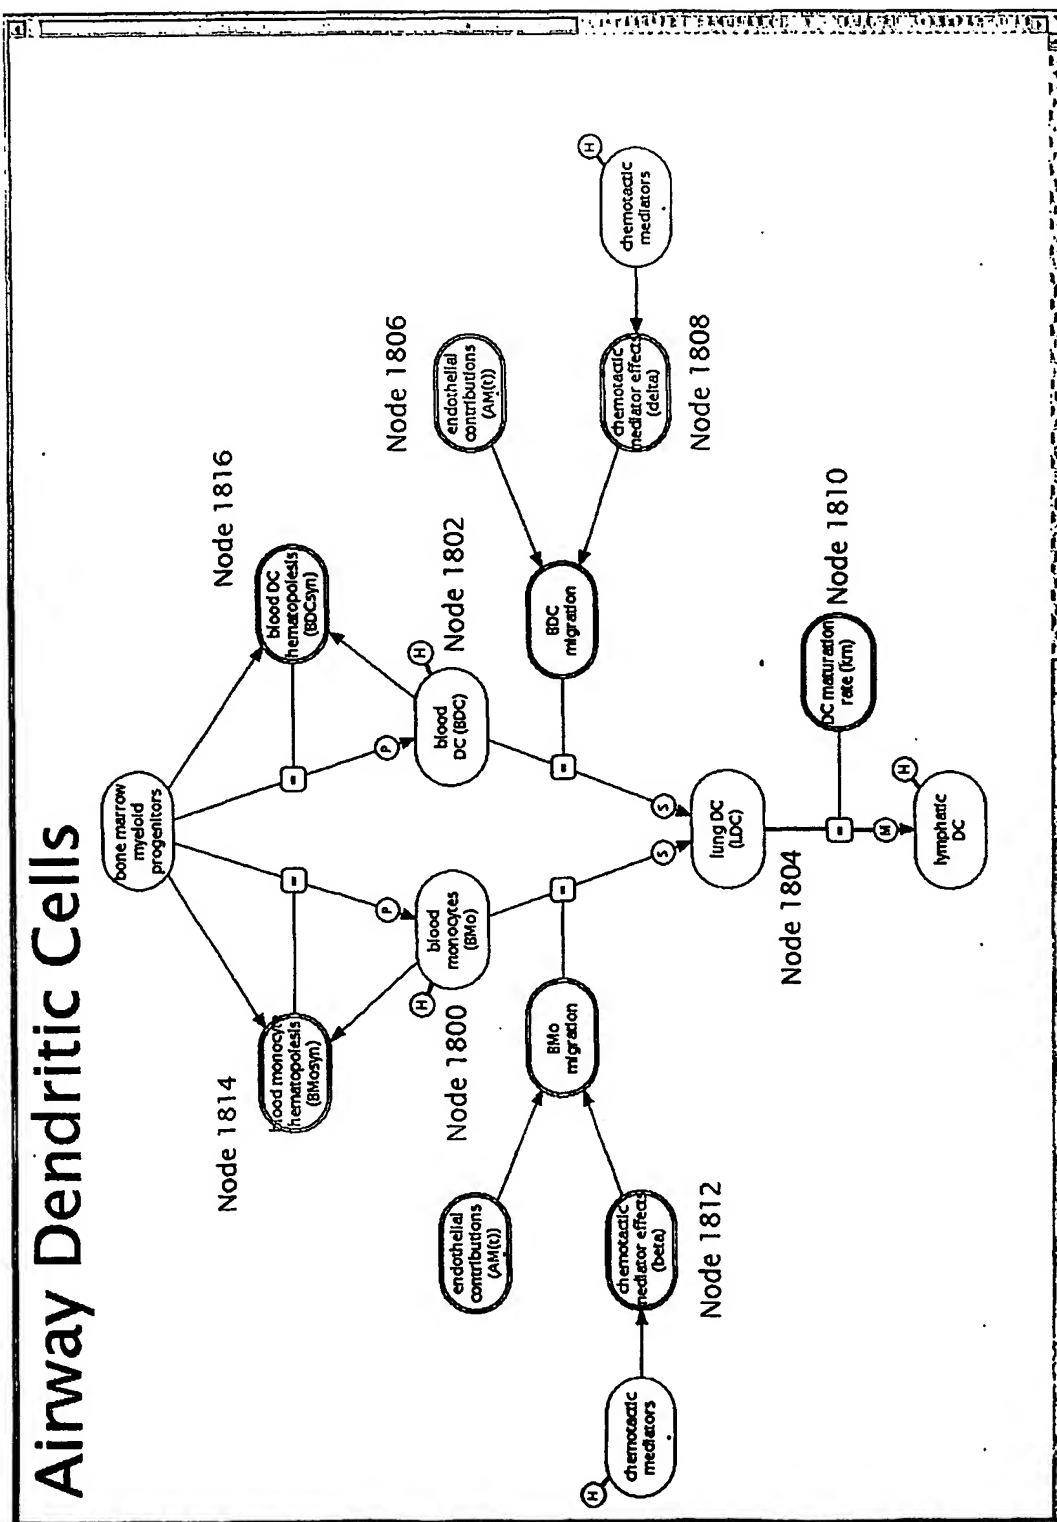 Airway Dendritic Cells
bone marrow
myeloid
progenitors
Node 1814
Node 1816
blood monocyte
hematopoiesis
(BMosyn)
=
=
blood DC
hematopoiesis
(BDCsyn)
P
P
H
blood
monocytes
(BMo)
blood
DC (BDC)
H
Node 1800
Node 1802
Node 1806
endothelial
contributions
(AM(t))
endothelial
contributions
(AM(t))
BMo
migration
=
=
BDC
migration
H
chemotactic
mediators
chemotactic
mediator effects
(beta)
S
S
chemotactic
mediator effects
(delta)
chemotactic
mediators
H
Node 1812
Node 1808
lung DC
(LDC)
Node 1804
=
DC maturation
rate (km)
Node 1810
M
H
lymphatic
DC